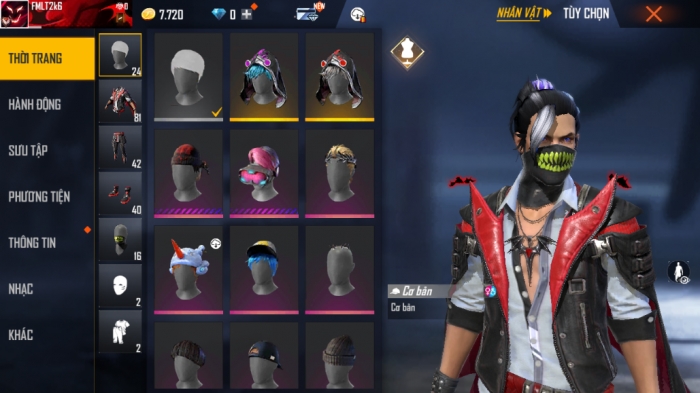 FMLT2k6
0
7.720
0
NEW
NHÂN VẬT
TÙY CHỌN
THỜI TRANG
HÀNH ĐỘNG
SƯU TẬP
PHƯƠNG TIỆN
THÔNG TIN
NHẠC
KHÁC
24
81
42
40
16
2
2
Cơ bản
Cơ bản